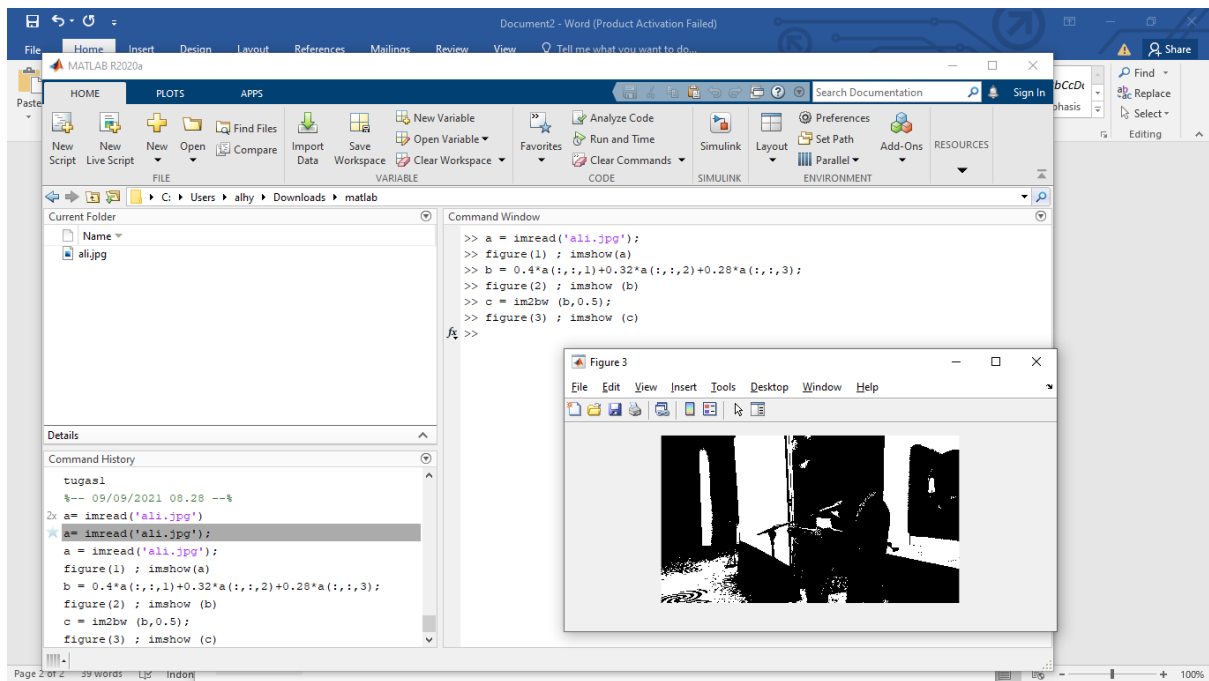 Document2 - Word (Product Activation Failed)
File Home Insert Design Layout References Mailings Review View Tell me what you want to do... Share
Paste
MATLAB R2020a
HOME PLOTS APPS Search Documentation Sign In
New Script New Live Script New Open Find Files Compare
FILE
Import Data Save Workspace New Variable Open Variable Clear Workspace
VARIABLE
Favorites Analyze Code Run and Time Clear Commands
CODE
Simulink
SIMULINK
Layout Preferences Set Path Parallel Add-Ons
ENVIRONMENT
RESOURCES
Find
Replace
Select
Editing
C: Users alhy Downloads matlab
Current Folder
Name
ali.jpg
Details
Command History
tugas1
%-- 09/09/2021 08.28 --%
2x a= imread('ali.jpg')
a= imread('ali.jpg');
a = imread('ali.jpg');
figure(1) ; imshow(a)
b = 0.4*a(:,:,1)+0.32*a(:,:,2)+0.28*a(:,:,3);
figure(2) ; imshow (b)
c = im2bw (b,0.5);
figure(3) ; imshow (c)
Command Window
>> a = imread('ali.jpg');
>> figure(1) ; imshow(a)
>> b = 0.4*a(:,:,1)+0.32*a(:,:,2)+0.28*a(:,:,3);
>> figure(2) ; imshow (b)
>> c = im2bw (b,0.5);
>> figure(3) ; imshow (c)
fx >>
Figure 3
File Edit View Insert Tools Desktop Window Help
Page 2 of 2 39 words Indon
100%